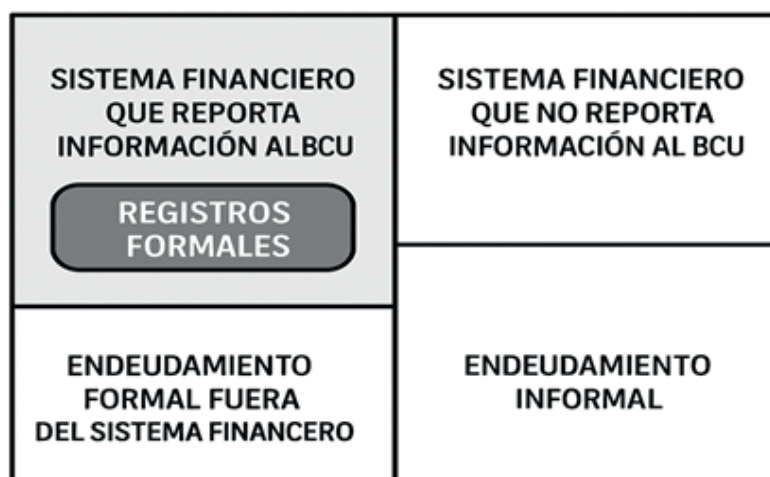 SISTEMA FINANCIERO
QUE REPORTA
INFORMACIÓN ALBCU
REGISTROS
FORMALES
SISTEMA FINANCIERO
QUE NO REPORTA
INFORMACIÓN AL BCU
ENDEUDAMIENTO
FORMAL FUERA
DEL SISTEMA FINANCERO
ENDEUDAMIENTO
INFORMAL